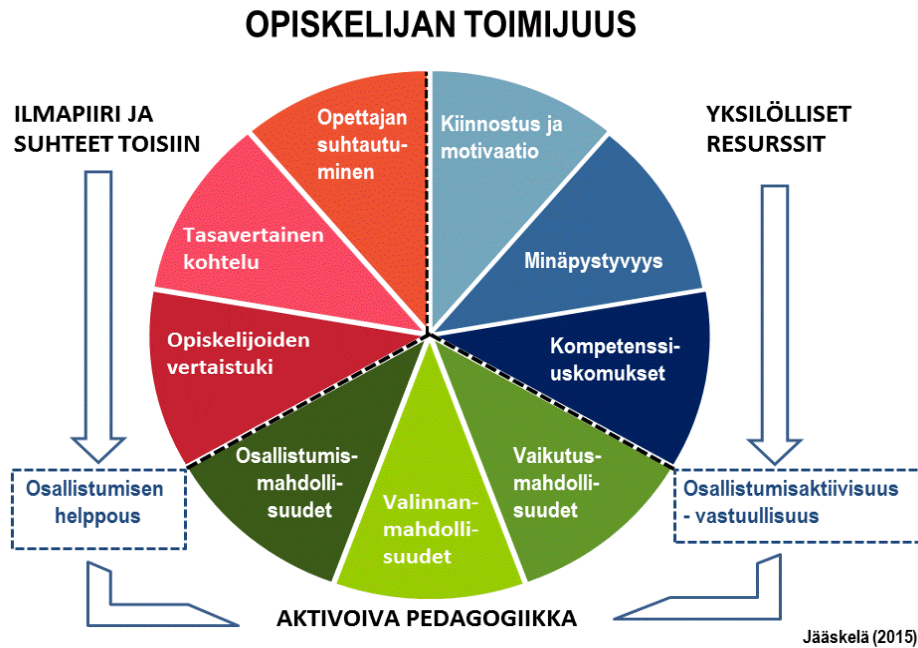 OPISKELIJAN TOIMIJUUS
ILMAPIIRI JA
SUHTEET TOISIIN
YKSILÖLLISET
RESURSSIT
Opettajan
suhtautu-
minen
Kiinnostus ja
motivaatio
Tasavertainen
kohtelu
Minäpystyvyys
Opiskelijoiden
vertaistuki
Kompetenssi-
uskomukset
Osallistumis-
mahdolli-
suudet
Valinnan-
mahdolli-
suudet
Vaikutus-
mahdolli-
suudet
Osallistumisen
helppous
Osallistumisaktiivisuus
- vastuullisuus
AKTIVOIVA PEDAGOGIIKKA
Jääskelä (2015)